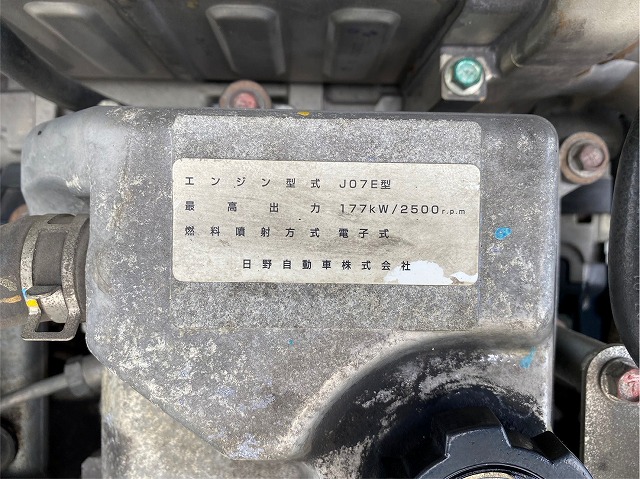 エンジン型式 J07E型
最高出力 177kW/2500r.p.m
燃料噴射方式 電子式
日野自動車株式会社